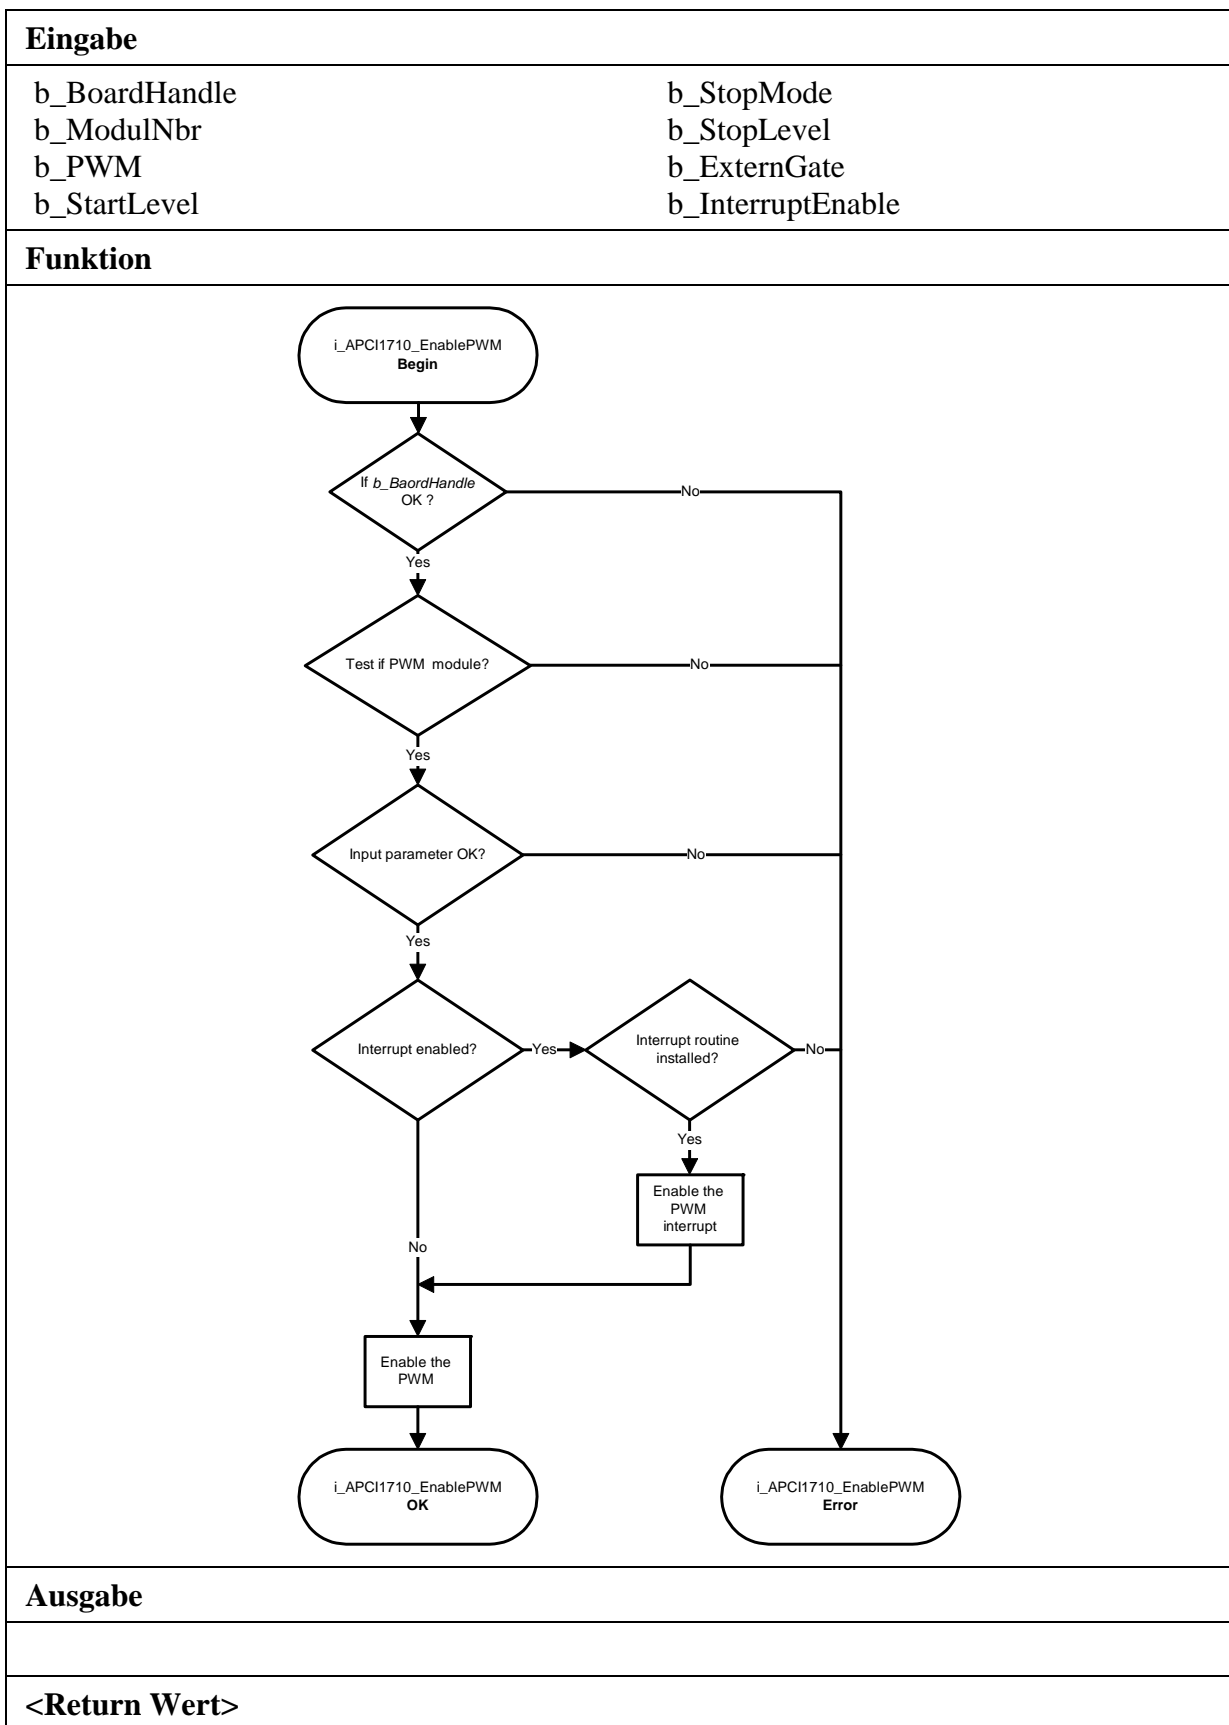 Eingabe
b_BoardHandle b_StopMode
b_ModulNbr b_StopLevel
b_PWM b_ExternGate
b_StartLevel b_InterruptEnable
Funktion
i_APCI1710_EnablePWM
Begin
If b_BaordHandle
OK ?
No
Yes
Test if PWM module?
No
Yes
Input parameter OK?
No
Yes
Interrupt enabled?
Yes
Interrupt routine
installed?
No
Yes
Enable the
PWM
interrupt
No
Enable the
PWM
i_APCI1710_EnablePWM
OK
i_APCI1710_EnablePWM
Error
Ausgabe
<Return Wert>